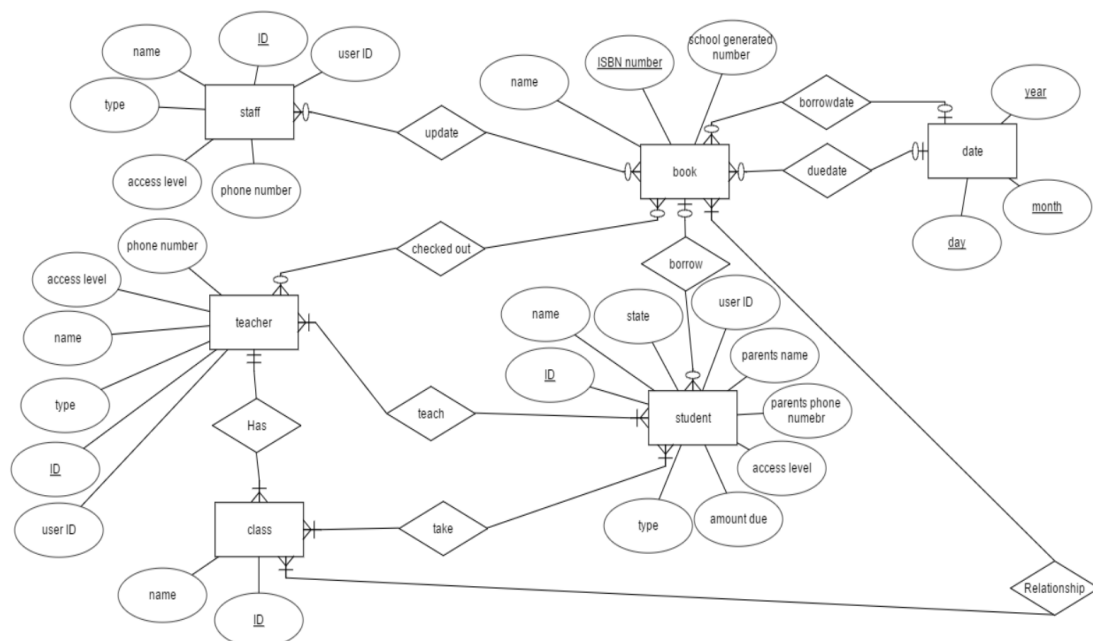 ID
name
user ID
type
staff
access level
phone number
update
name
ISBN number
school generated
number
book
borrowdate
duedate
year
date
month
day
phone number
access level
name
type
ID
user ID
teacher
checked out
borrow
name
state
user ID
parents name
ID
parents phone
numebr
student
access level
type
amount due
teach
Has
take
class
name
ID
Relationship